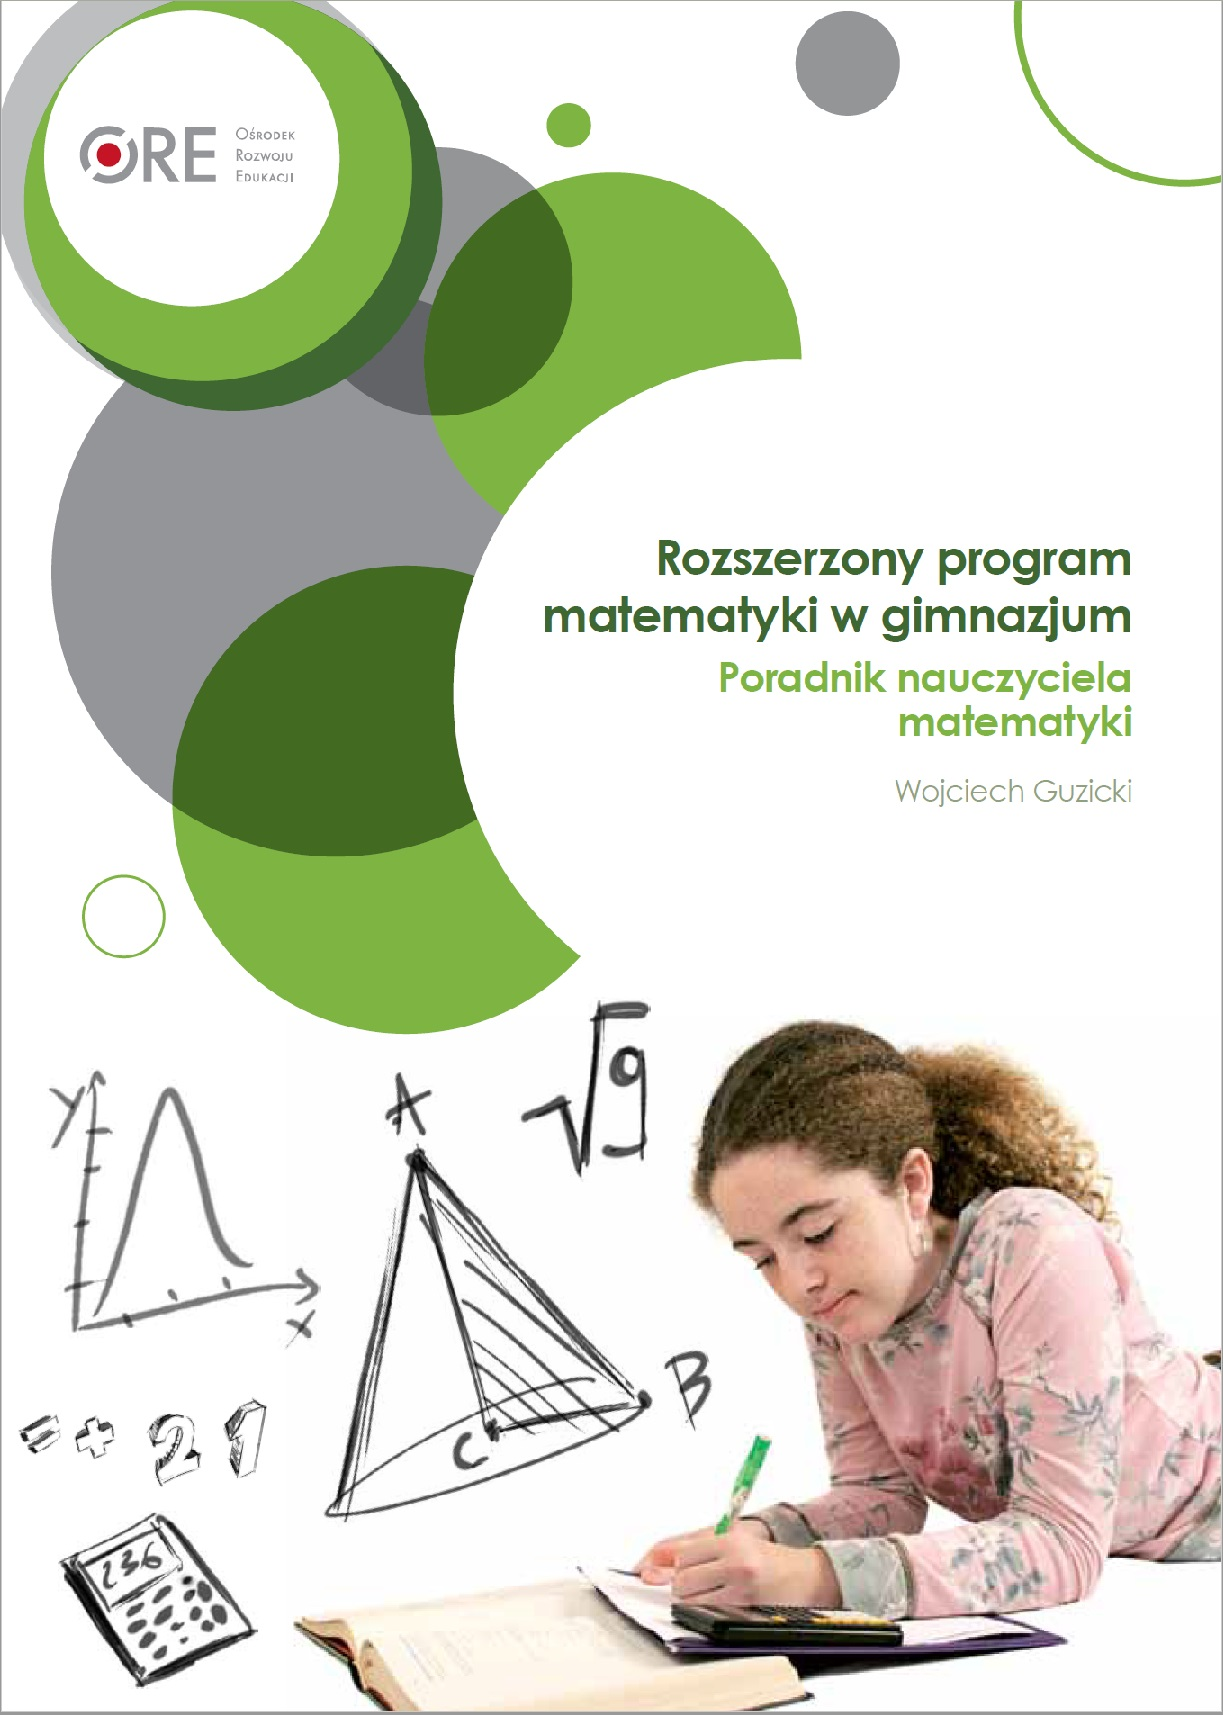 ORE
Ośrodek
Rozwoju
Edukacji
Rozszerzony program
matematyki w gimnazjum
Poradnik nauczyciela
matematyki
Wojciech Guzicki
√9
y
A
x
B
C
= + 2 1
236